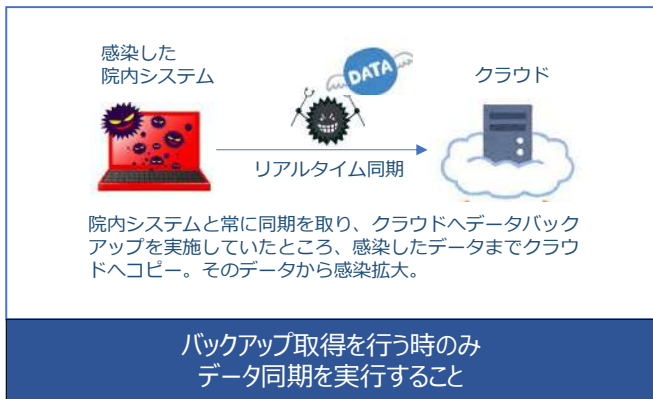 感染した
院内システム
DATA
クラウド
リアルタイム同期
院内システムと常に同期を取り、クラウドへデータバック
アップを実施していたところ、感染したデータまでクラウ
ドへコピー。そのデータから感染拡大。
バックアップ取得を行う時のみ
データ同期を実行すること